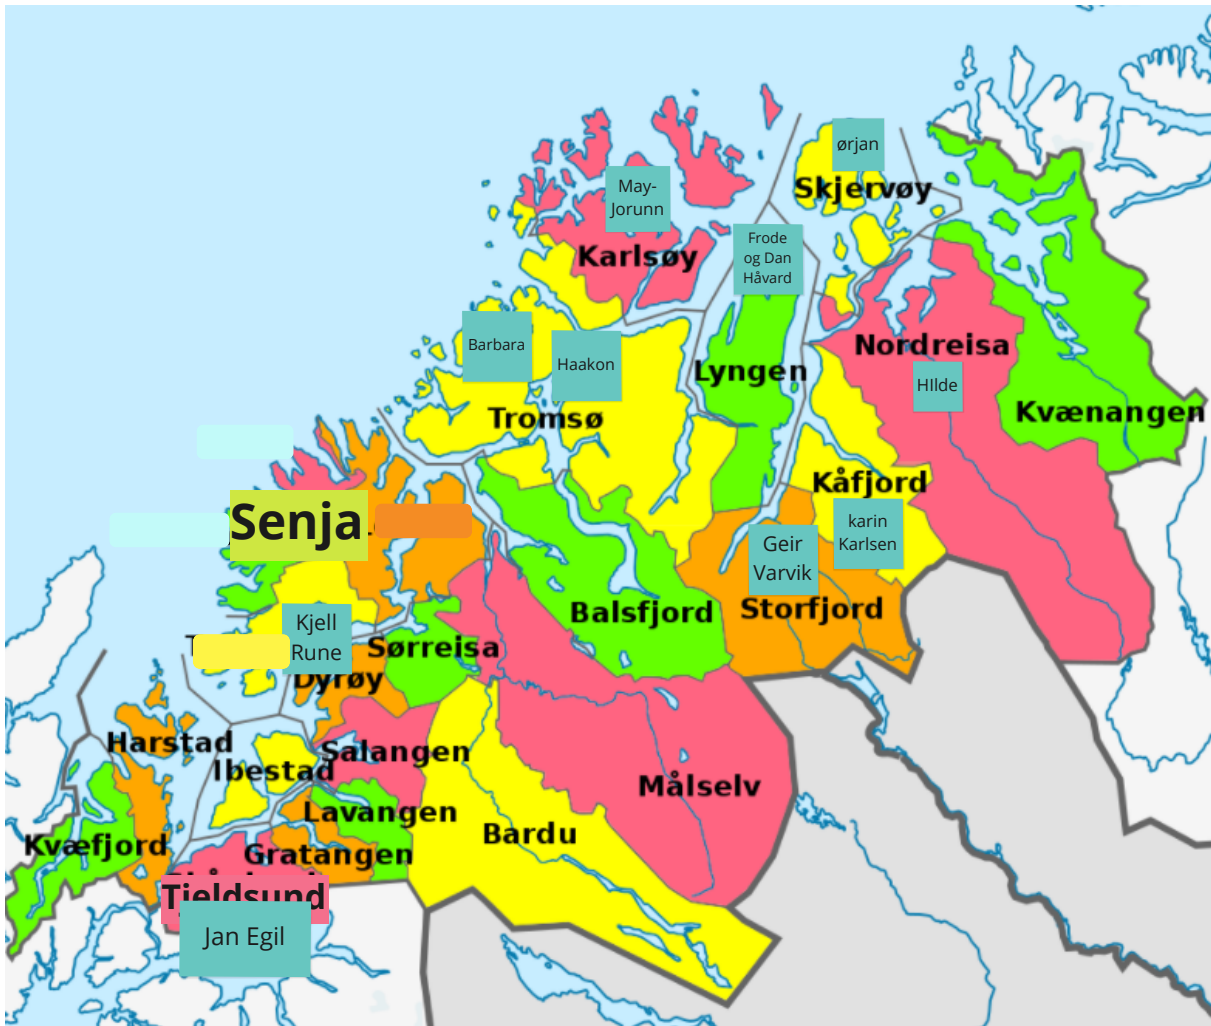 ørjan
May-
Jorunn
Skjervøy
Frode
og Dan
Håvard
Karlsøy
Barbara
Haakon
Nordreisa
Lyngen
HIlde
Kvænangen
Tromsø
Kåfjord
Senja
karin
Karlsen
Geir
Varvik
Balsfjord
Storfjord
Kjell
Rune
Sørreisa
Dyrøy
Harstad
Salangen
Ibestad
Målselv
Lavangen
Bardu
Kvæfjord
Gratangen
Tjeldsund
Jan Egil